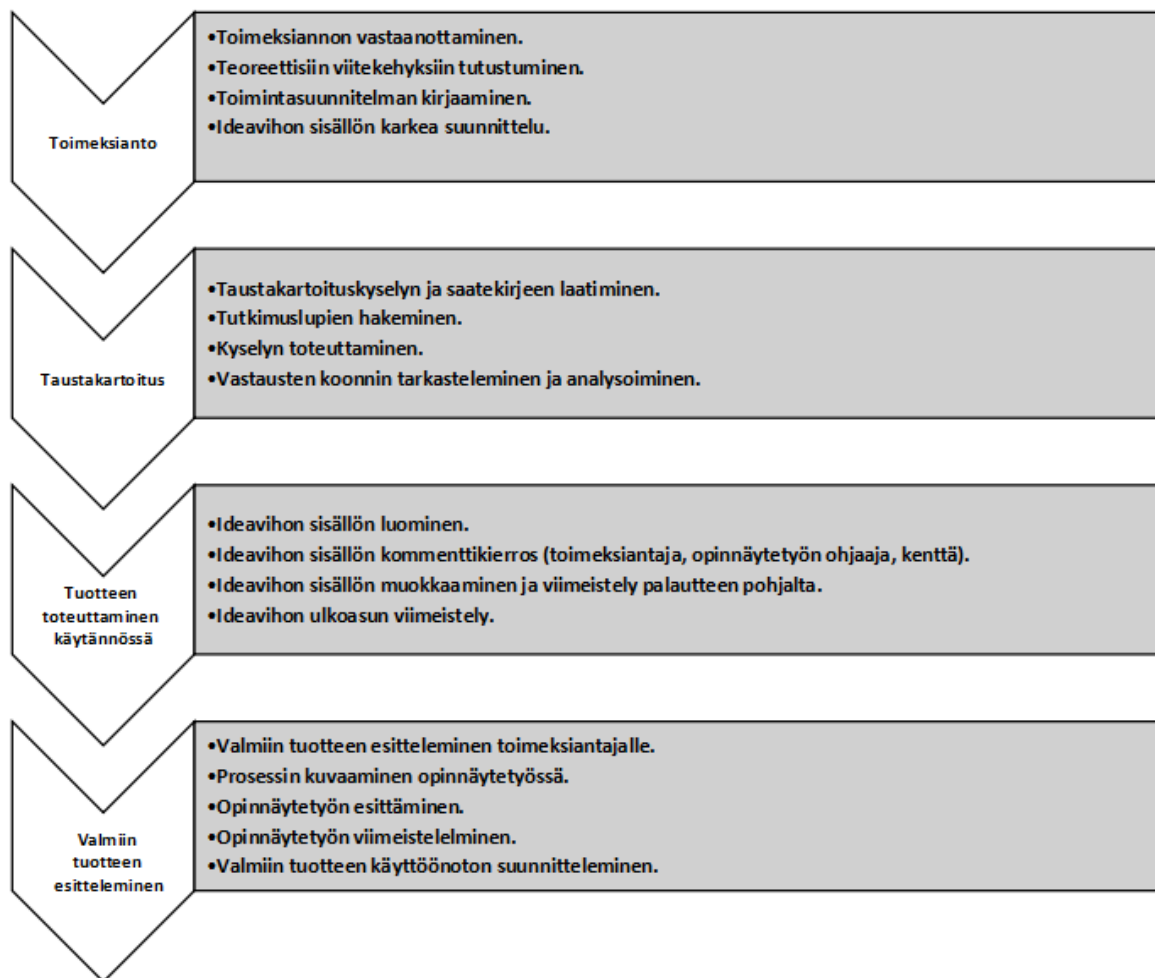 Toimeksianto
•Toimeksiannon vastaanottaminen.
•Teoreettisiin viitekehyksiin tutustuminen.
•Toimintasuunnitelman kirjaaminen.
•Ideavihon sisällön karkea suunnittelu.
Taustakartoitus
•Taustakartoituskyselyn ja saatekirjeen laatiminen.
•Tutkimuslupien hakeminen.
•Kyselyn toteuttaminen.
•Vastausten koonnin tarkasteleminen ja analysoiminen.
Tuotteen
toteuttaminen
käytännössä
•Ideavihon sisällön luominen.
•Ideavihon sisällön kommenttikierros (toimeksiantaja, opinnäytetyön ohjaaja, kenttä).
•Ideavihon sisällön muokkaaminen ja viimeistely palautteen pohjalta.
•Ideavihon ulkoasun viimeistely.
Valmiin
tuotteen
esitteleminen
•Valmiin tuotteen esitteleminen toimeksiantajalle.
•Prosessin kuvaaminen opinnäytetyössä.
•Opinnäytetyön esittäminen.
•Opinnäytetyön viimeistelelminen.
•Valmiin tuotteen käyttöönoton suunnitteleminen.